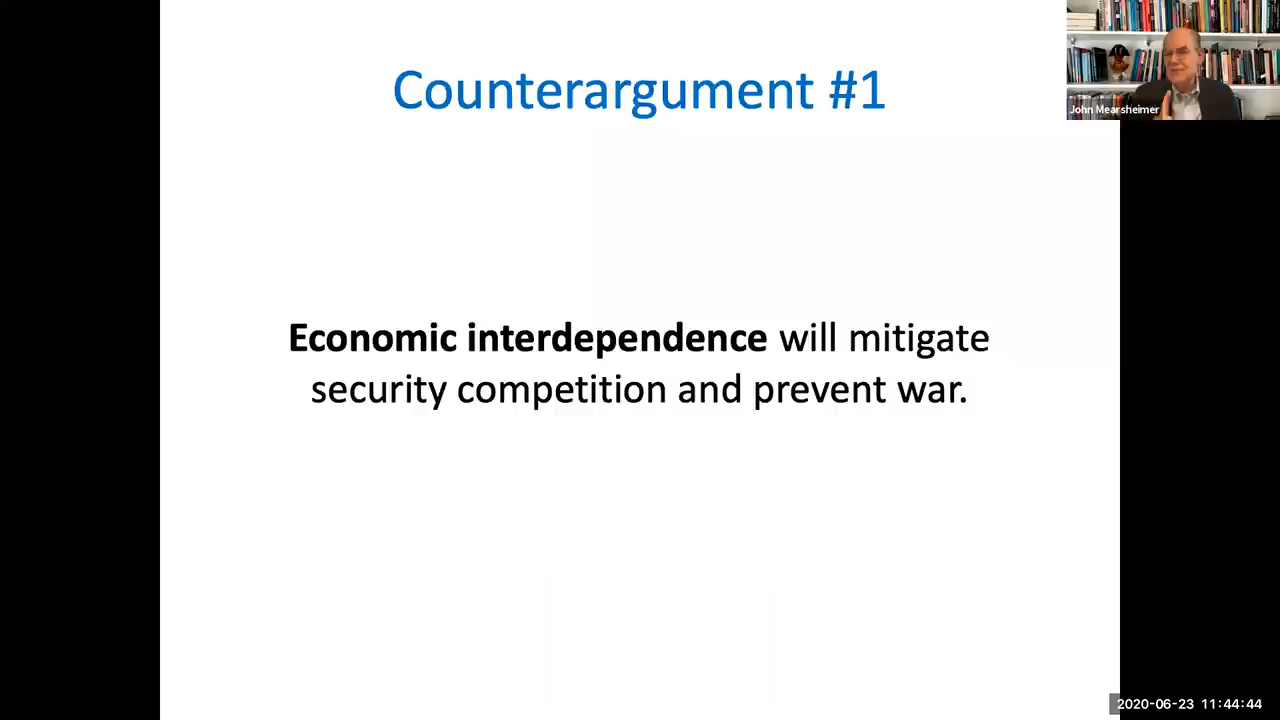 Counterargument #1
John Mearsheimer
Economic interdependence will mitigate
security competition and prevent war.
2020-06-23 11:44:44